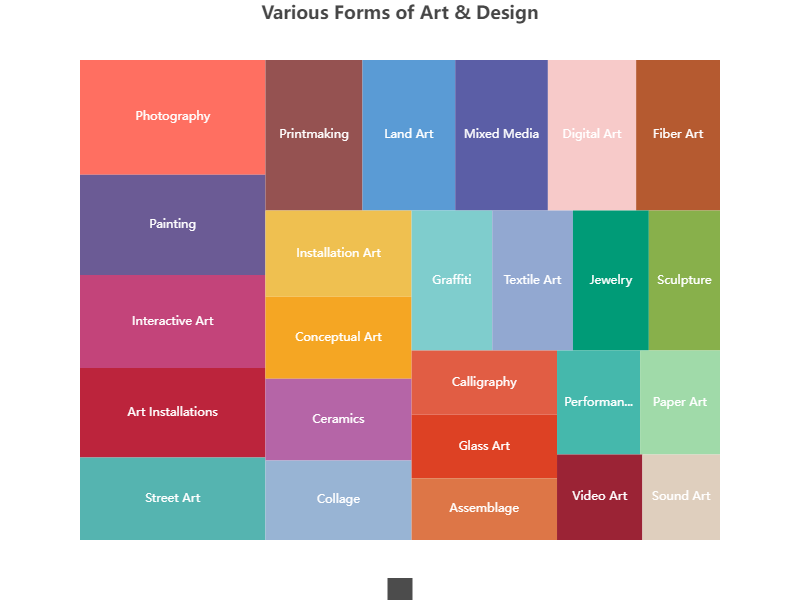 Various Forms of Art & Design
Photography
Painting
Interactive Art
Art Installations
Street Art
Printmaking
Land Art
Mixed Media
Digital Art
Fiber Art
Installation Art
Conceptual Art
Ceramics
Collage
Graffiti
Textile Art
Jewelry
Sculpture
Calligraphy
Glass Art
Assemblage
Performan...
Paper Art
Video Art
Sound Art